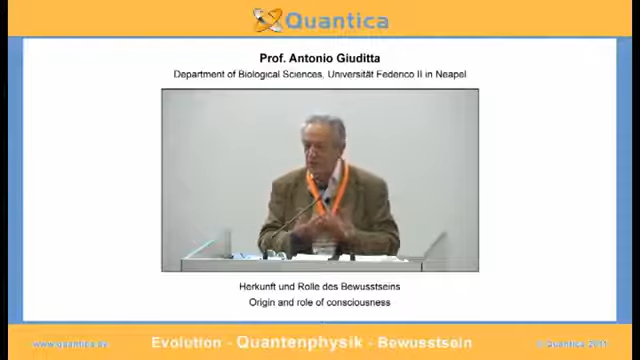 Quantica
Prof. Antonio Giuditta
Department of Biological Sciences, Universität Federico II in Neapel
Herkunft und Rolle des Bewusstseins
Origin and role of consciousness
www.quantica.eu Evolution - Quantenphysik - Bewusstsein © Quantica 2011